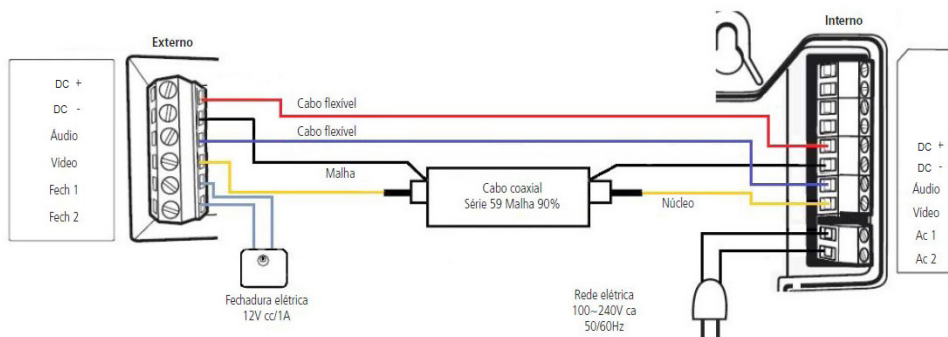 Externo
DC +
DC -
Áudio
Vídeo
Fech 1
Fech 2
Cabo flexível
Cabo flexível
Malha
Cabo coaxial
Série 59 Malha 90%
Núcleo
Fechadura elétrica
12V cc/1A
Rede elétrica
100~240V ca
50/60Hz
Interno
DC +
DC -
Áudio
Vídeo
Ac 1
Ac 2